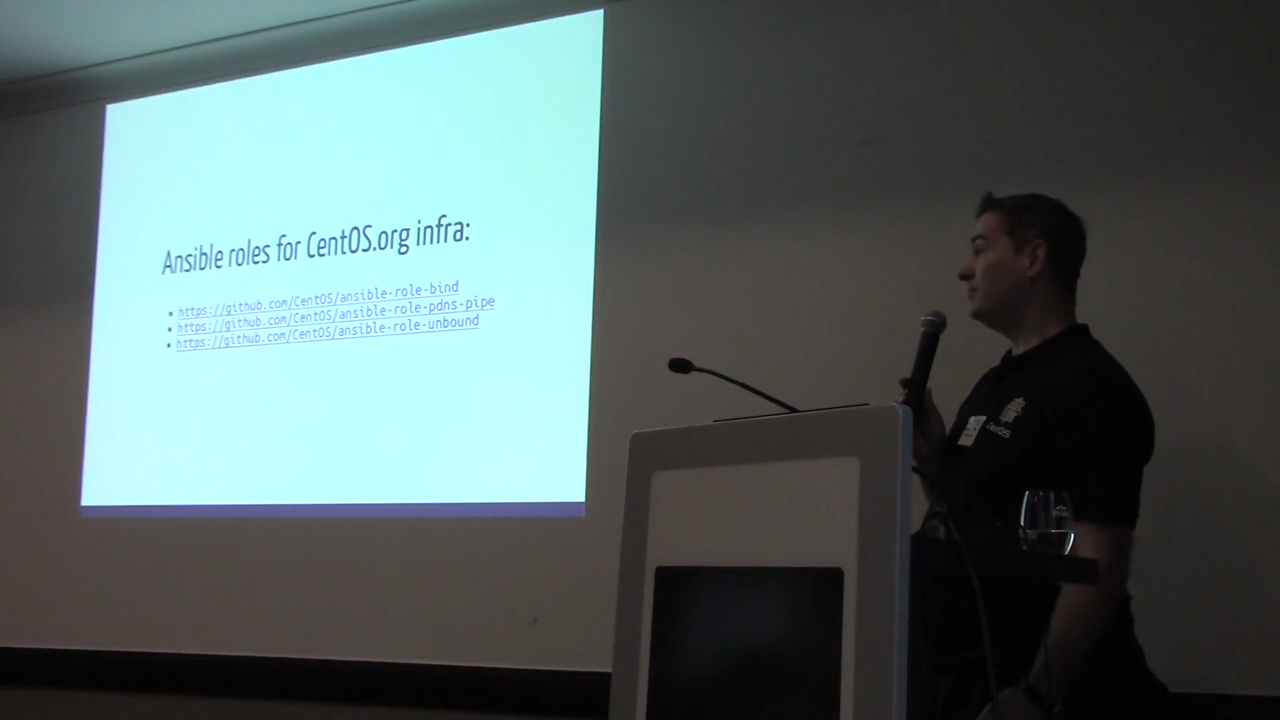 Ansible roles for CentOS.org infra:
https://github.com/CentOS/ansible-role-bind
https://github.com/CentOS/ansible-role-pdns-pipe
https://github.com/CentOS/ansible-role-unbound
CentOS